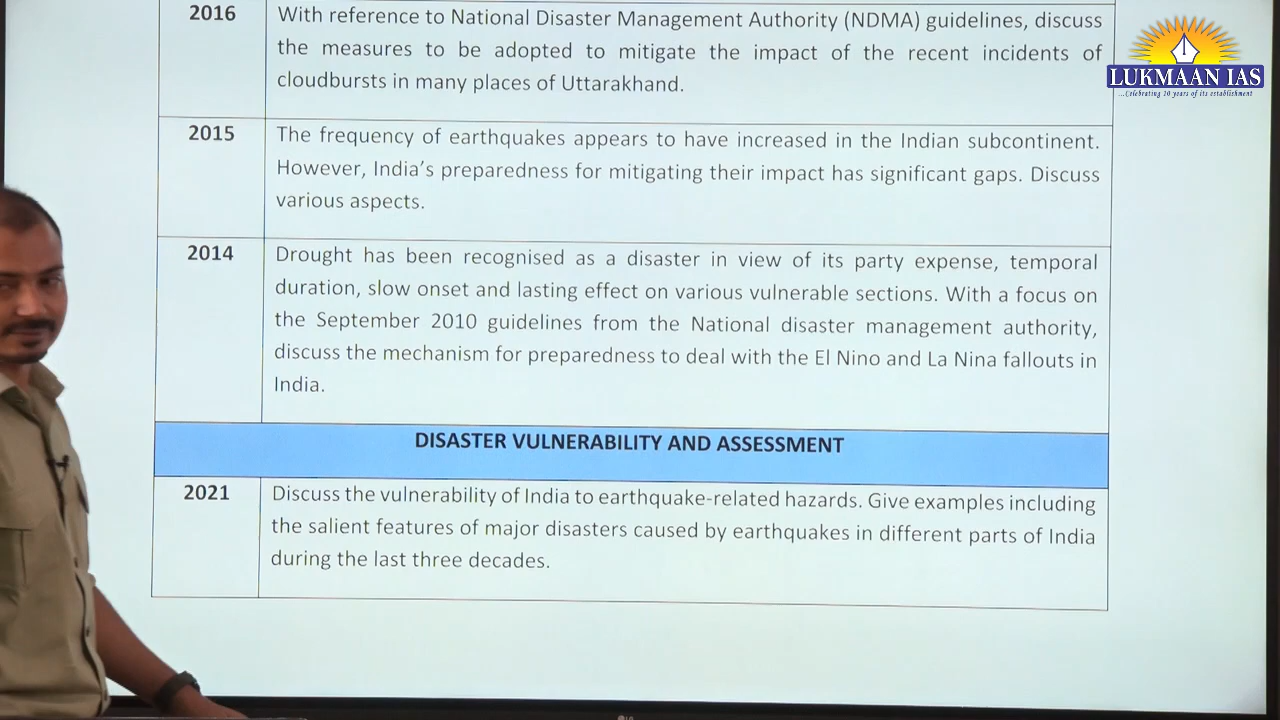 2016
With reference to National Disaster Management Authority (NDMA) guidelines, discuss
the measures to be adopted to mitigate the impact of the recent incidents of
cloudbursts in many places of Uttarakhand.
LUKMAAN IAS
...Celebrating 10 years of its establishment
2015
The frequency of earthquakes appears to have increased in the Indian subcontinent.
However, India's preparedness for mitigating their impact has significant gaps. Discuss
various aspects.
2014
Drought has been recognised as a disaster in view of its party expense, temporal
duration, slow onset and lasting effect on various vulnerable sections. With a focus on
the September 2010 guidelines from the National disaster management authority,
discuss the mechanism for preparedness to deal with the El Nino and La Nina fallouts in
India.
DISASTER VULNERABILITY AND ASSESSMENT
2021
Discuss the vulnerability of India to earthquake-related hazards. Give examples including
the salient features of major disasters caused by earthquakes in different parts of India
during the last three decades.
LG